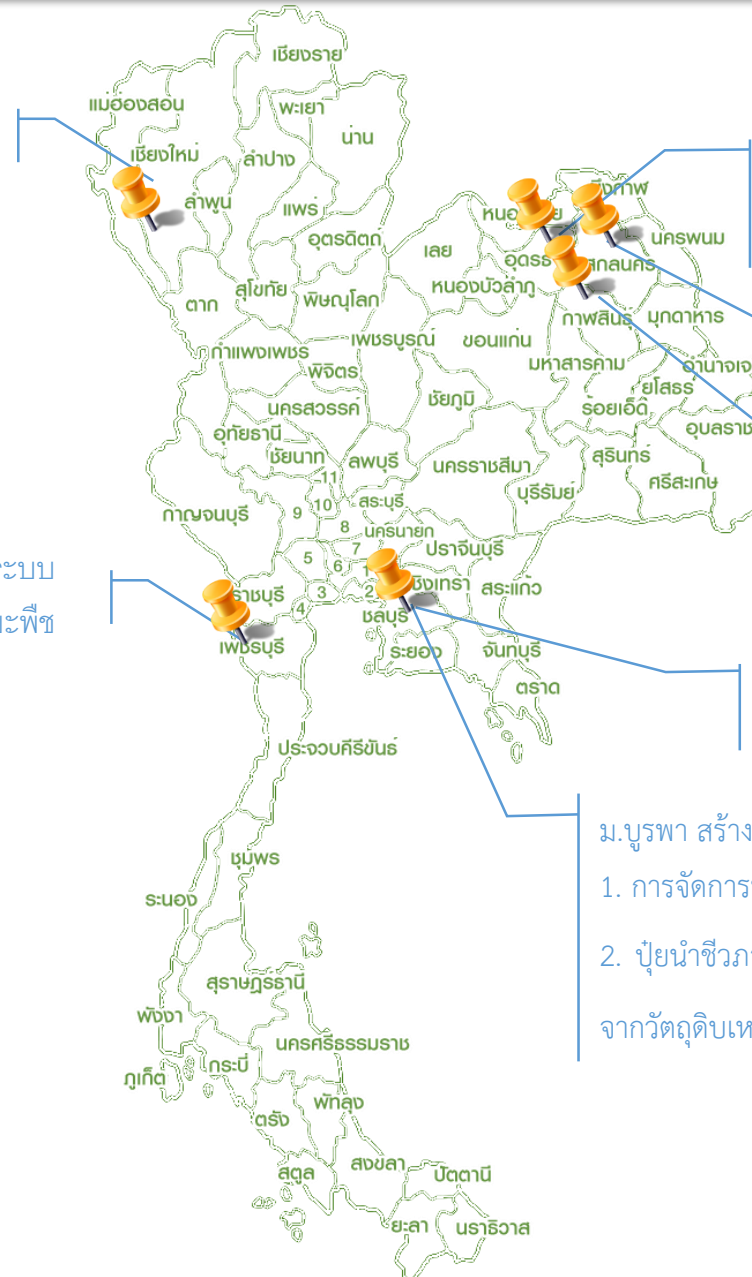 เชียงราย
แม่ฮ่องสอน
พะเยา
น่าน
เชียงใหม่
ลำปาง
ลำพูน
แพร่
อุตรดิตถ์
เลย
นครพนม
หนองบัวลำภู
สกลนคร
ตาก
สุโขทัย
พิษณุโลก
กาฬสินธุ์
มุกดาหาร
กำแพงเพชร
เพชรบูรณ์
ขอนแก่น
พิจิตร
มหาสารคาม
ยโสธร
นครสวรรค์
ชัยภูมิ
ร้อยเอ็ด
อุทัยธานี
ชัยนาท
ลพบุรี
นครราชสีมา
สุรินทร์
ศรีสะเกษ
บุรีรัมย์
11
10
9
สระบุรี
กาญจนบุรี
8
นครนายก
7
ปราจีนบุรี
5
6
3
2
4
สระแก้ว
ชลบุรี
ระยอง
จันทบุรี
ตราด
ะบบ
มะพืช
เพชรบุรี
ประจวบคีรีขันธ์
ชุมพร
ระนอง
สุราษฎร์ธานี
พังงา
นครศรีธรรมราช
ภูเก็ต
กระบี่
ตรัง
พัทลุง
สตูล
สงขลา
ปัตตานี
ยะลา
นราธิวาส
ม.บูรพา สร้าง
1. การจัดการ
2. ปุ๋ยนำชีวภ
จากวัตถุดิบเห